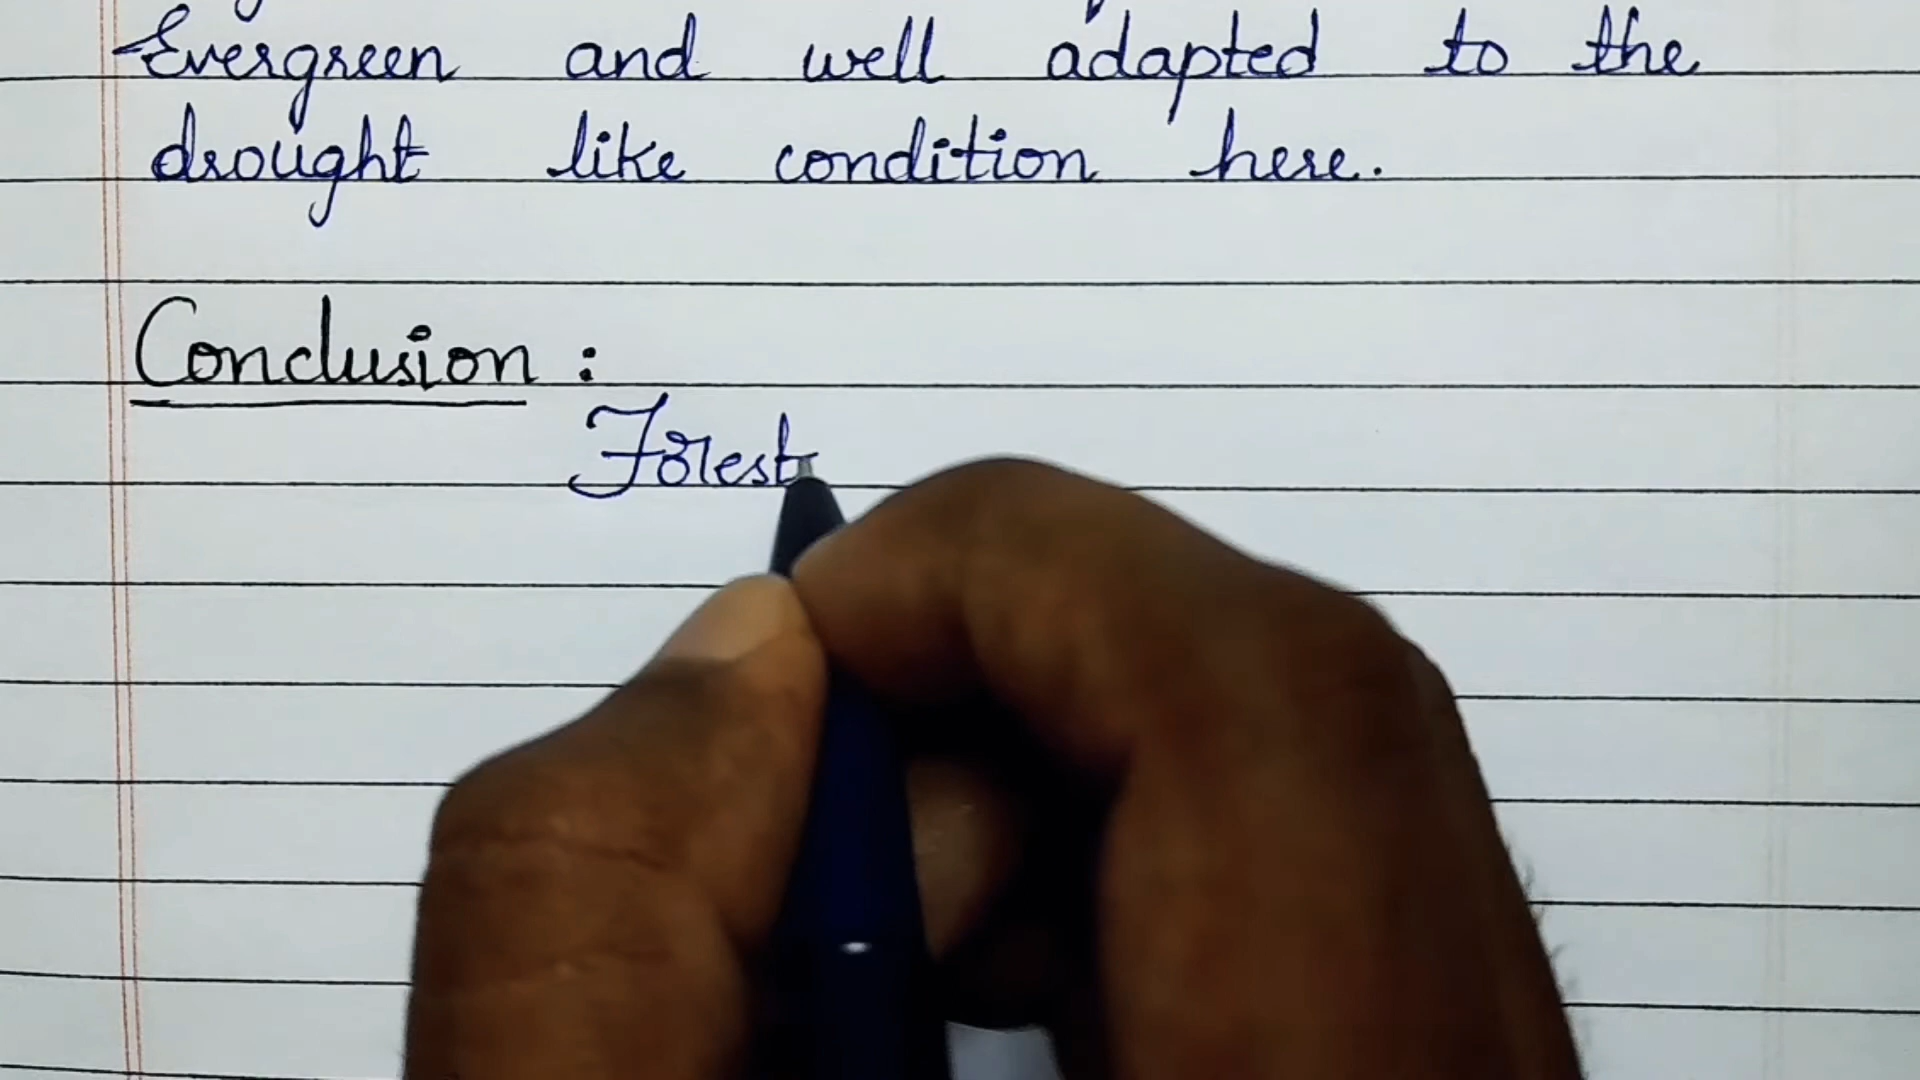 Evergreen and well adapted to the
drought like condition here.
Conclusion :
Forest